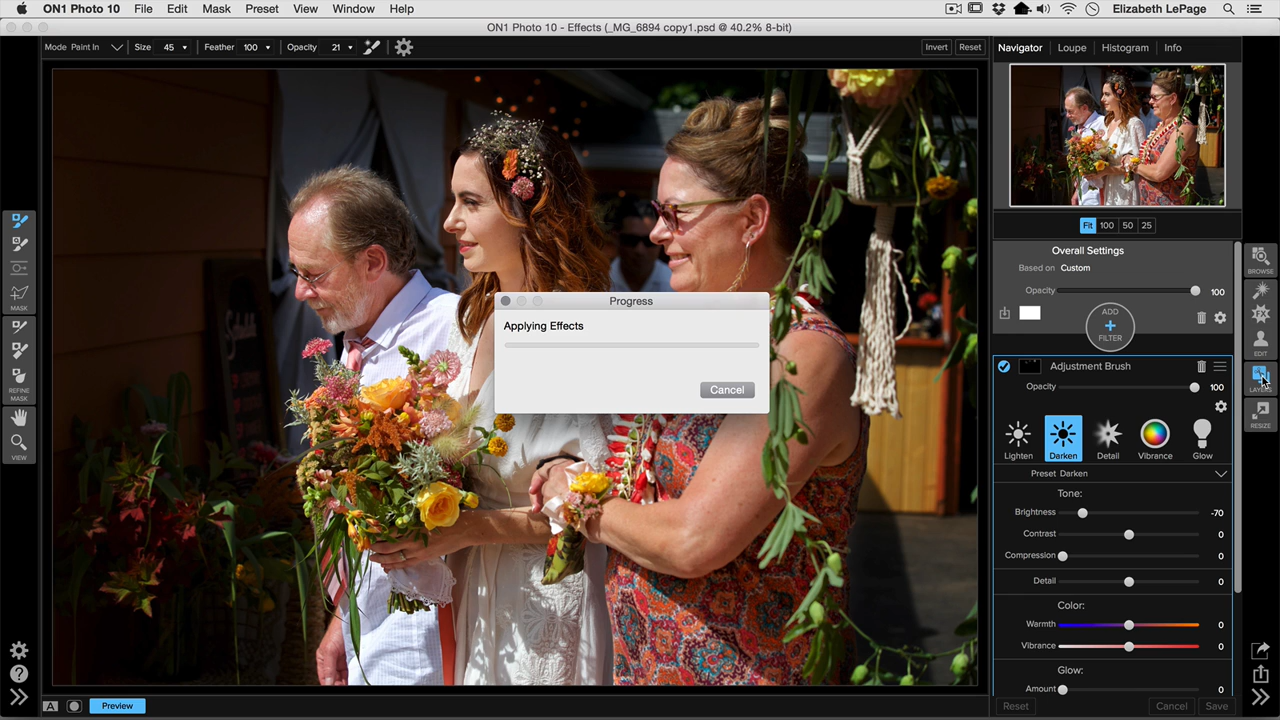 ON1 Photo 10 File Edit Mask Preset View Window Help Elizabeth LePage
ON1 Photo 10 - Effects (_MG_6894 copy1.psd @ 40.2% 8-bit)
Mode Paint In Size 45 Feather 100 Opacity 21 Invert Reset
Navigator Loupe Histogram Info
Fit 100 50 25
Overall Settings
Based on Custom
Opacity 100
ADD
FILTER
Adjustment Brush
Opacity 100
Lighten Darken Detail Vibrance Glow
Preset Darken
Tone:
Brightness -70
Contrast 0
Compression 0
Detail 0
Color:
Warmth 0
Vibrance 0
Glow:
Amount 0
Reset Cancel Save
BROWSE
EDIT
LAYERS
RESIZE
MASK
REFINE
MASK
VIEW
Progress
Applying Effects
Cancel
A Preview